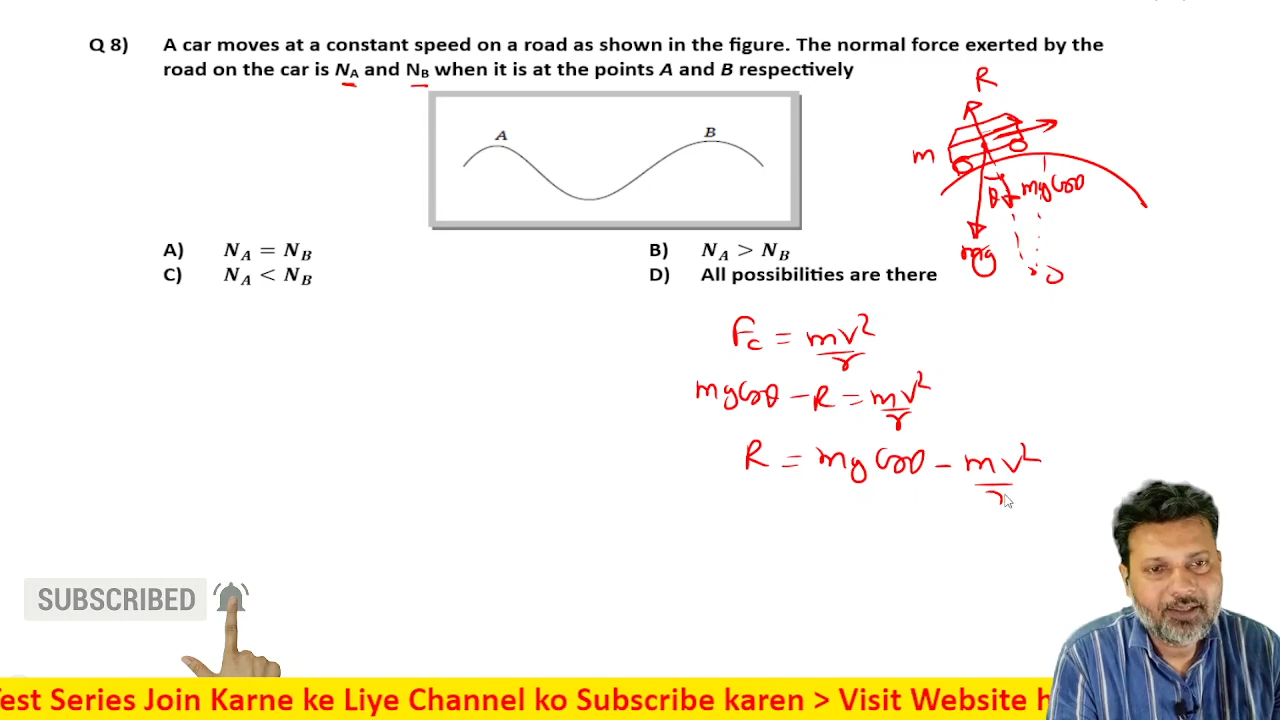 Q 8) A car moves at a constant speed on a road as shown in the figure. The normal force exerted by the
road on the car is N_A and N_B when it is at the points A and B respectively
R
A
B
m
θ
mg cosθ
mg
A) N_A = N_B
B) N_A > N_B
C) N_A < N_B
D) All possibilities are there
F_c = mv²/r
mg cosθ - R = mv²/r
R = mg cosθ - mv²/r
SUBSCRIBED
Test Series Join Karne ke Liye Channel ko Subscribe karen > Visit Website h